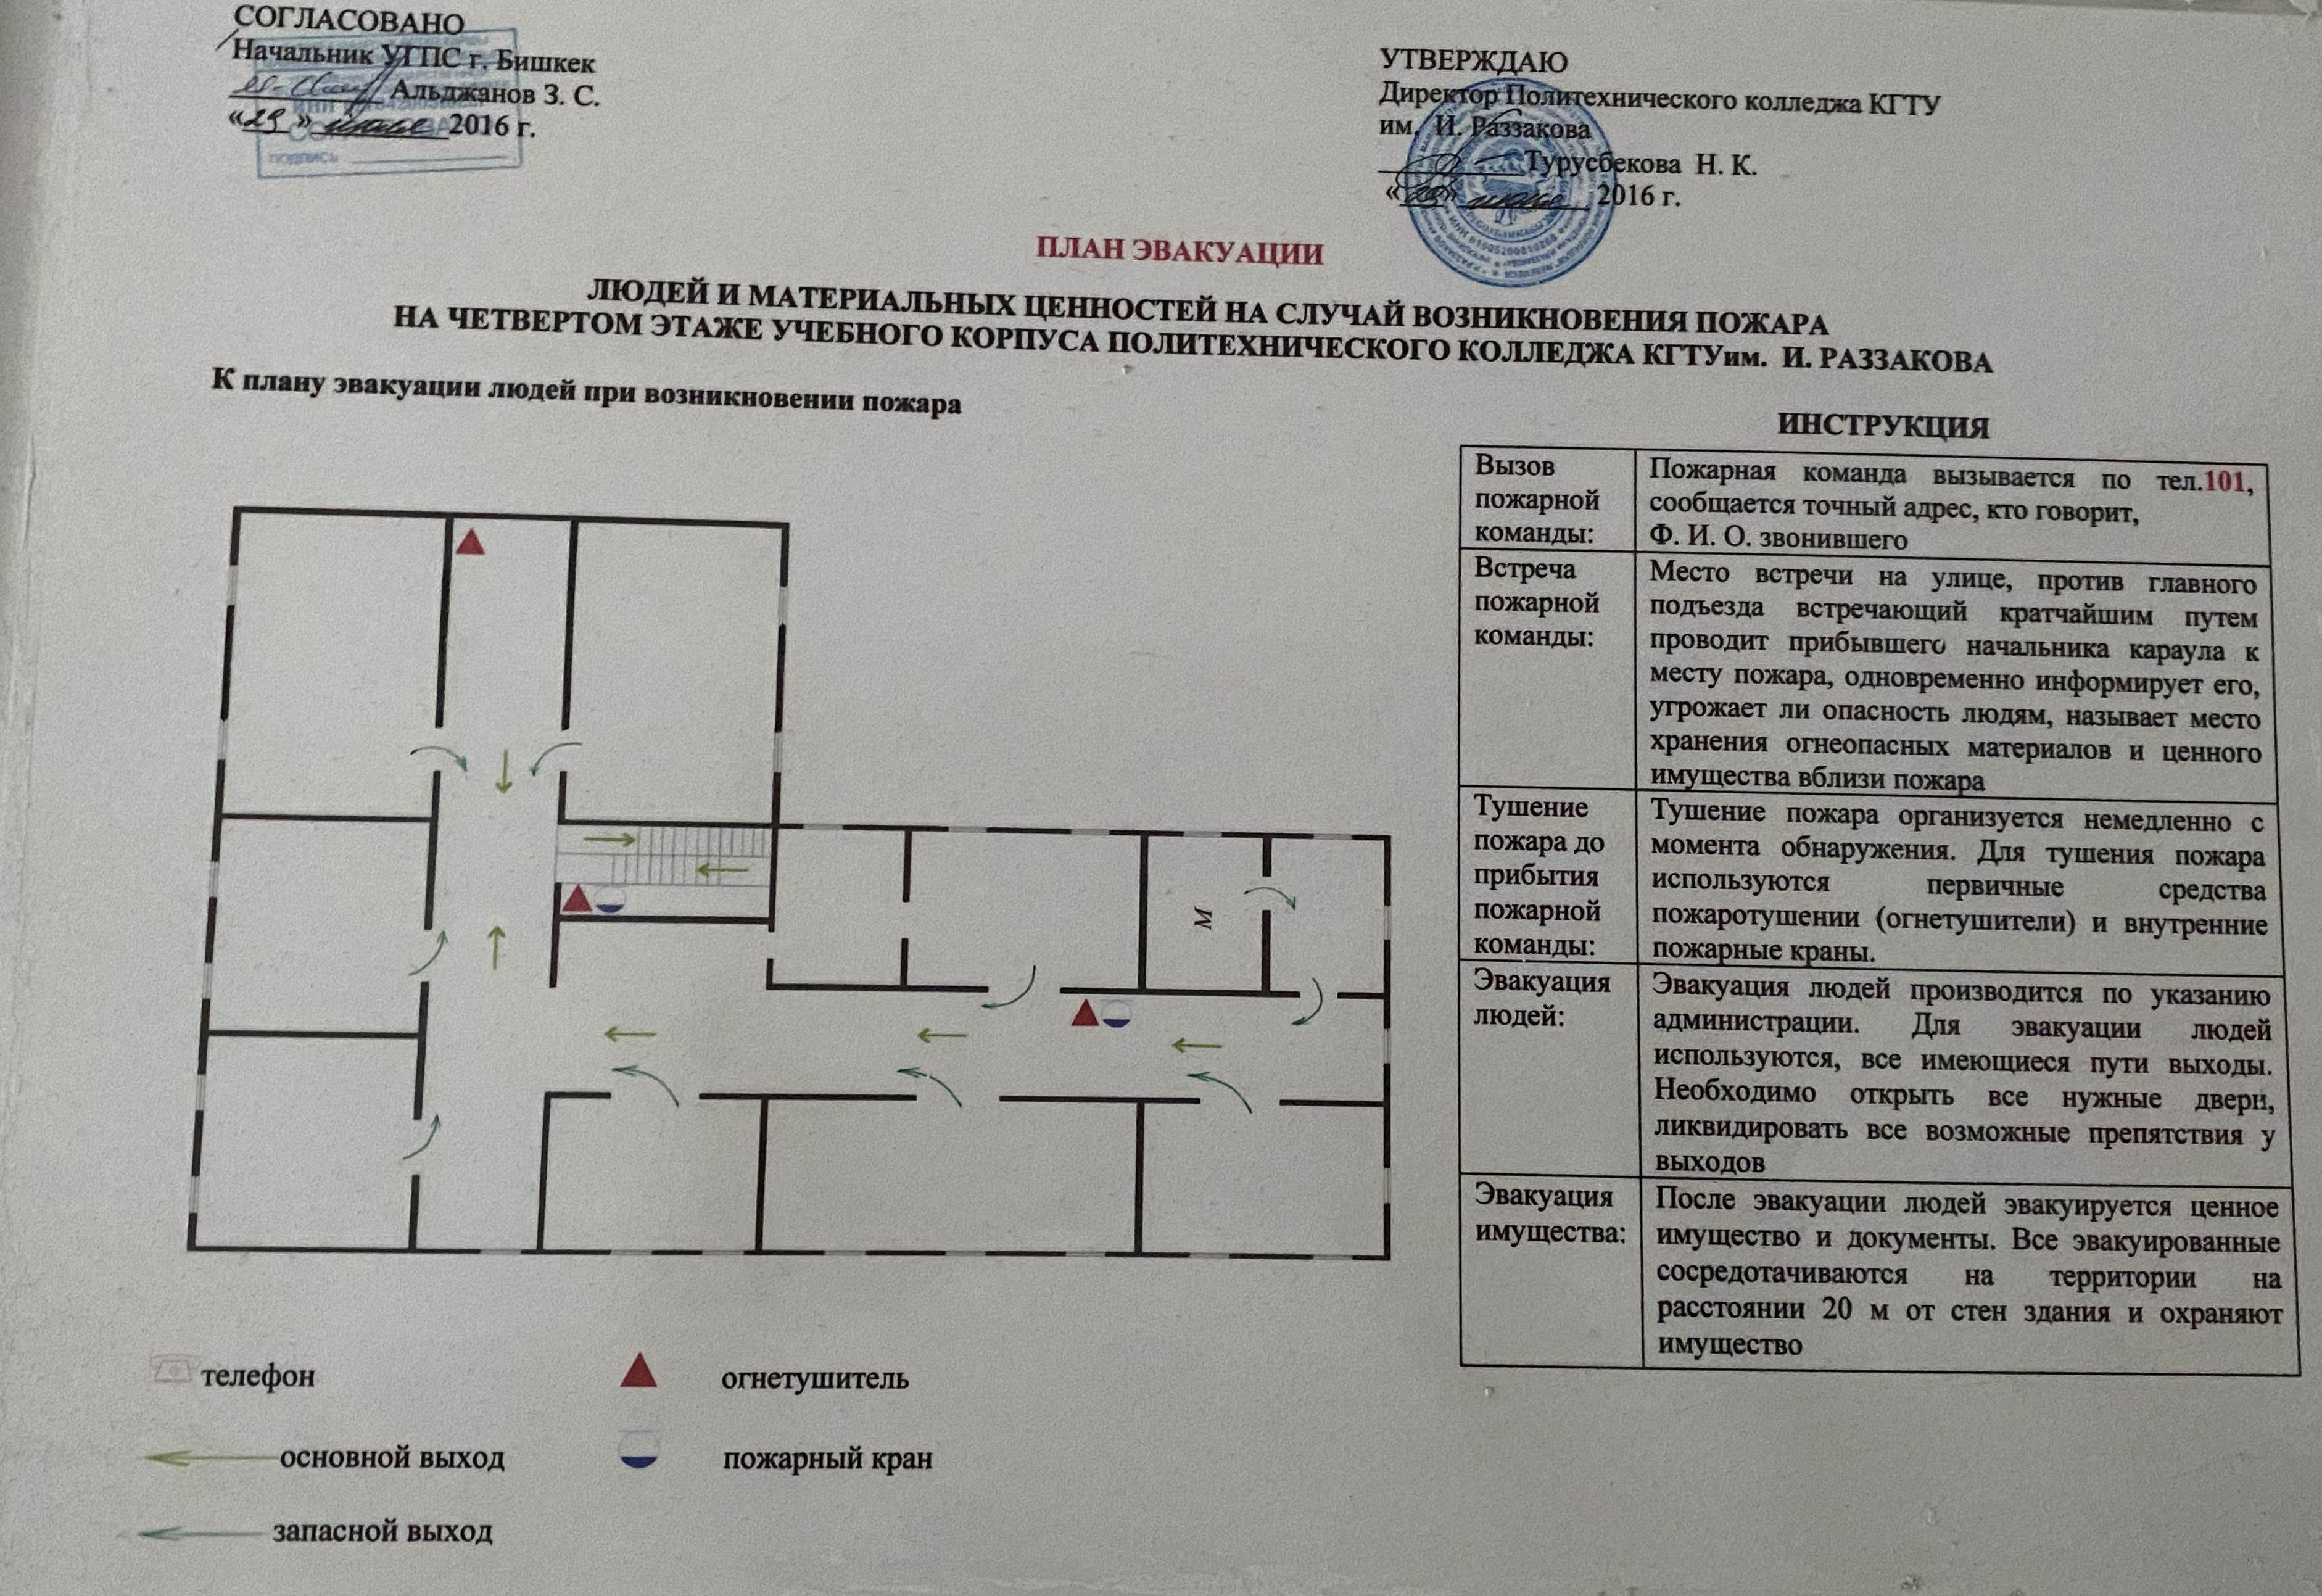 СОГЛАСОВАНО
Начальник УГПС г. Бишкек
Альджанов З. С.
«29» 2016 г.
подпись
УТВЕРЖДАЮ
Директор Политехнического колледжа КГТУ
им. И. Раззакова
Турусбекова Н. К.
2016 г.
ПЛАН ЭВАКУАЦИИ
ЛЮДЕЙ И МАТЕРИАЛЬНЫХ ЦЕННОСТЕЙ НА СЛУЧАЙ ВОЗНИКНОВЕНИЯ ПОЖАРА
НА ЧЕТВЕРТОМ ЭТАЖЕ УЧЕБНОГО КОРПУСА ПОЛИТЕХНИЧЕСКОГО КОЛЛЕДЖА КГТУим. И. РАЗЗАКОВА
К плану эвакуации людей при возникновении пожара
М
телефон
огнетушитель
основной выход
пожарный кран
запасной выход
ИНСТРУКЦИЯ
Вызов
пожарной
команды:
Пожарная команда вызывается по тел.101,
сообщается точный адрес, кто говорит,
Ф. И. О. звонившего
Встреча
пожарной
команды:
Место встречи на улице, против главного
подъезда встречающий кратчайшим путем
проводит прибывшего начальника караула к
месту пожара, одновременно информирует его,
угрожает ли опасность людям, называет место
хранения огнеопасных материалов и ценного
имущества вблизи пожара
Тушение
пожара до
прибытия
пожарной
команды:
Тушение пожара организуется немедленно с
момента обнаружения. Для тушения пожара
используются первичные средства
пожаротушении (огнетушители) и внутренние
пожарные краны.
Эвакуация
людей:
Эвакуация людей производится по указанию
администрации. Для эвакуации людей
используются, все имеющиеся пути выходы.
Необходимо открыть все нужные двери,
ликвидировать все возможные препятствия у
выходов
Эвакуация
имущества:
После эвакуации людей эвакуируется ценное
имущество и документы. Все эвакуированные
сосредотачиваются на территории на
расстоянии 20 м от стен здания и охраняют
имущество